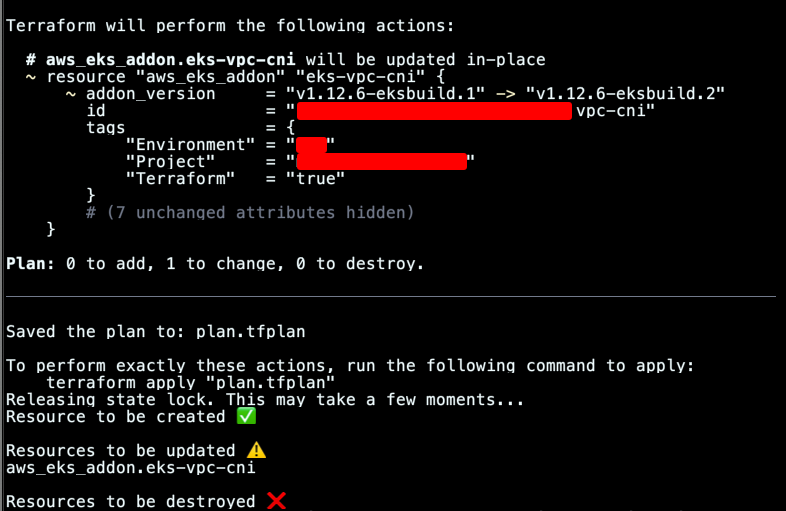 Terraform will perform the following actions:
# aws_eks_addon.eks-vpc-cni will be updated in-place
~ resource "aws_eks_addon" "eks-vpc-cni" {
~ addon_version = "v1.12.6-eksbuild.1" -> "v1.12.6-eksbuild.2"
id = " vpc-cni"
tags = {
"Environment" = " "
"Project" = " "
"Terraform" = "true"
}
# (7 unchanged attributes hidden)
}
Plan: 0 to add, 1 to change, 0 to destroy.
Saved the plan to: plan.tfplan
To perform exactly these actions, run the following command to apply:
terraform apply "plan.tfplan"
Releasing state lock. This may take a few moments...
Resource to be created ✅
Resources to be updated ⚠️
aws_eks_addon.eks-vpc-cni
Resources to be destroyed ❌